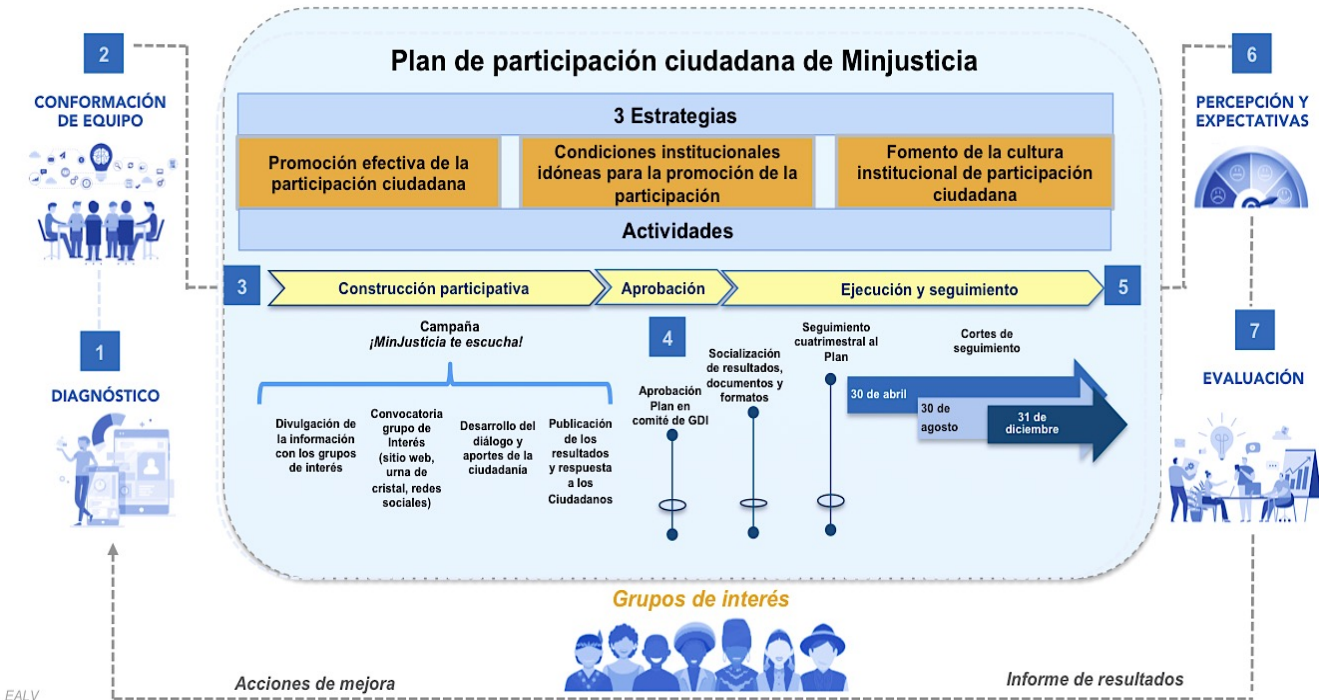 Plan de participación ciudadana de Minjusticia
3 Estrategias
Promoción efectiva de la
participación ciudadana
Condiciones institucionales
idóneas para la promoción de la
participación
Fomento de la cultura
institucional de participación
ciudadana
Actividades
1
DIAGNÓSTICO
2
CONFORMACIÓN
DE EQUIPO
3
Construcción participativa
Aprobación
Ejecución y seguimiento
5
Campaña
¡MinJusticia te escucha!
Divulgación de
la información
con los grupos
de interés
Convocatoria
grupo de
Interés
(sitio web,
urna de
cristal, redes
sociales)
Desarrollo del
diálogo y
aportes de la
ciudadanía
Publicación
de los
resultados
y respuesta
a los
Ciudadanos
4
Aprobación
Plan en
comité de GDI
Socialización
de resultados,
documentos y
formatos
Seguimiento
cuatrimestral al
Plan
Cortes de
seguimiento
30 de abril
30 de
agosto
31 de
diciembre
6
PERCEPCIÓN Y
EXPECTATIVAS
7
EVALUACIÓN
Grupos de interés
Acciones de mejora
Informe de resultados
EALV